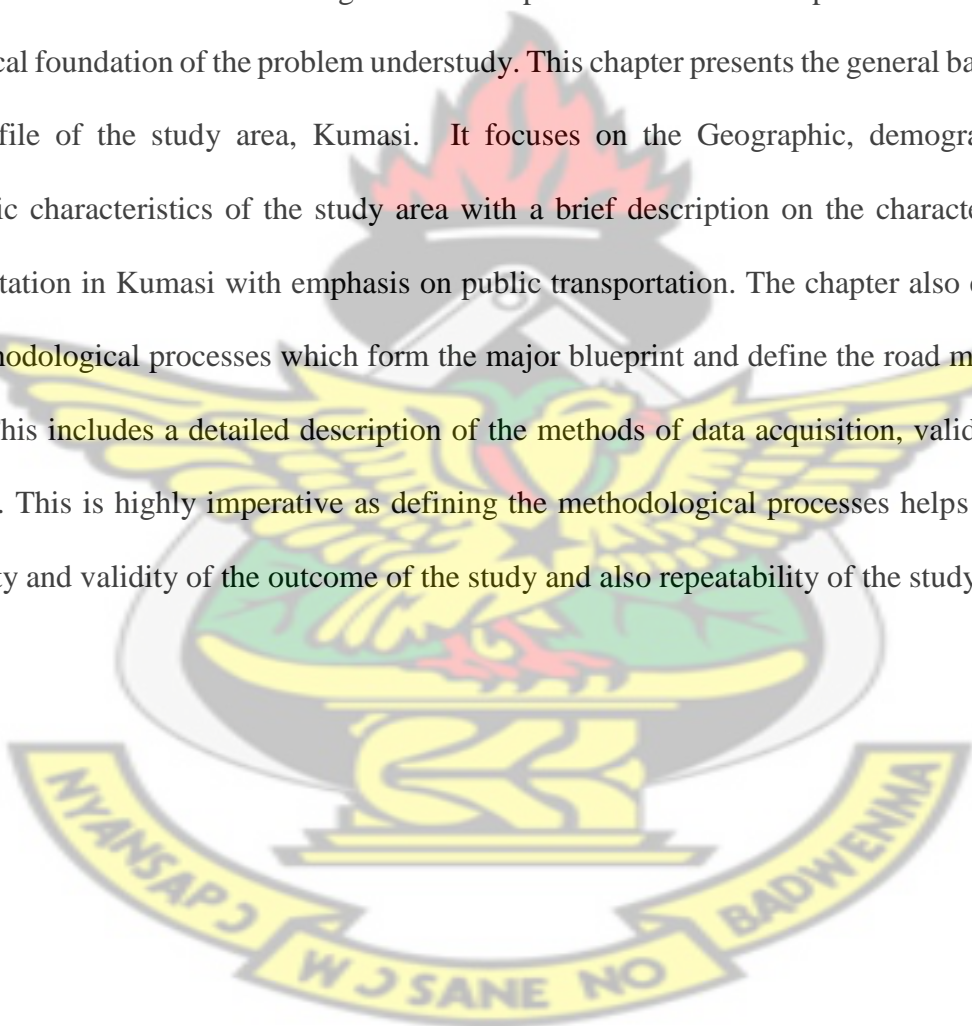 cal foundation of the problem understudy. This chapter presents the general ba
file of the study area, Kumasi. It focuses on the Geographic, demogra
ic characteristics of the study area with a brief description on the characte
tation in Kumasi with emphasis on public transportation. The chapter also
hodological processes which form the major blueprint and define the road m
his includes a detailed description of the methods of data acquisition, valid
. This is highly imperative as defining the methodological processes helps
ty and validity of the outcome of the study and also repeatability of the study
NYANSAPƆ
WƆSANE NO
BADWENMA